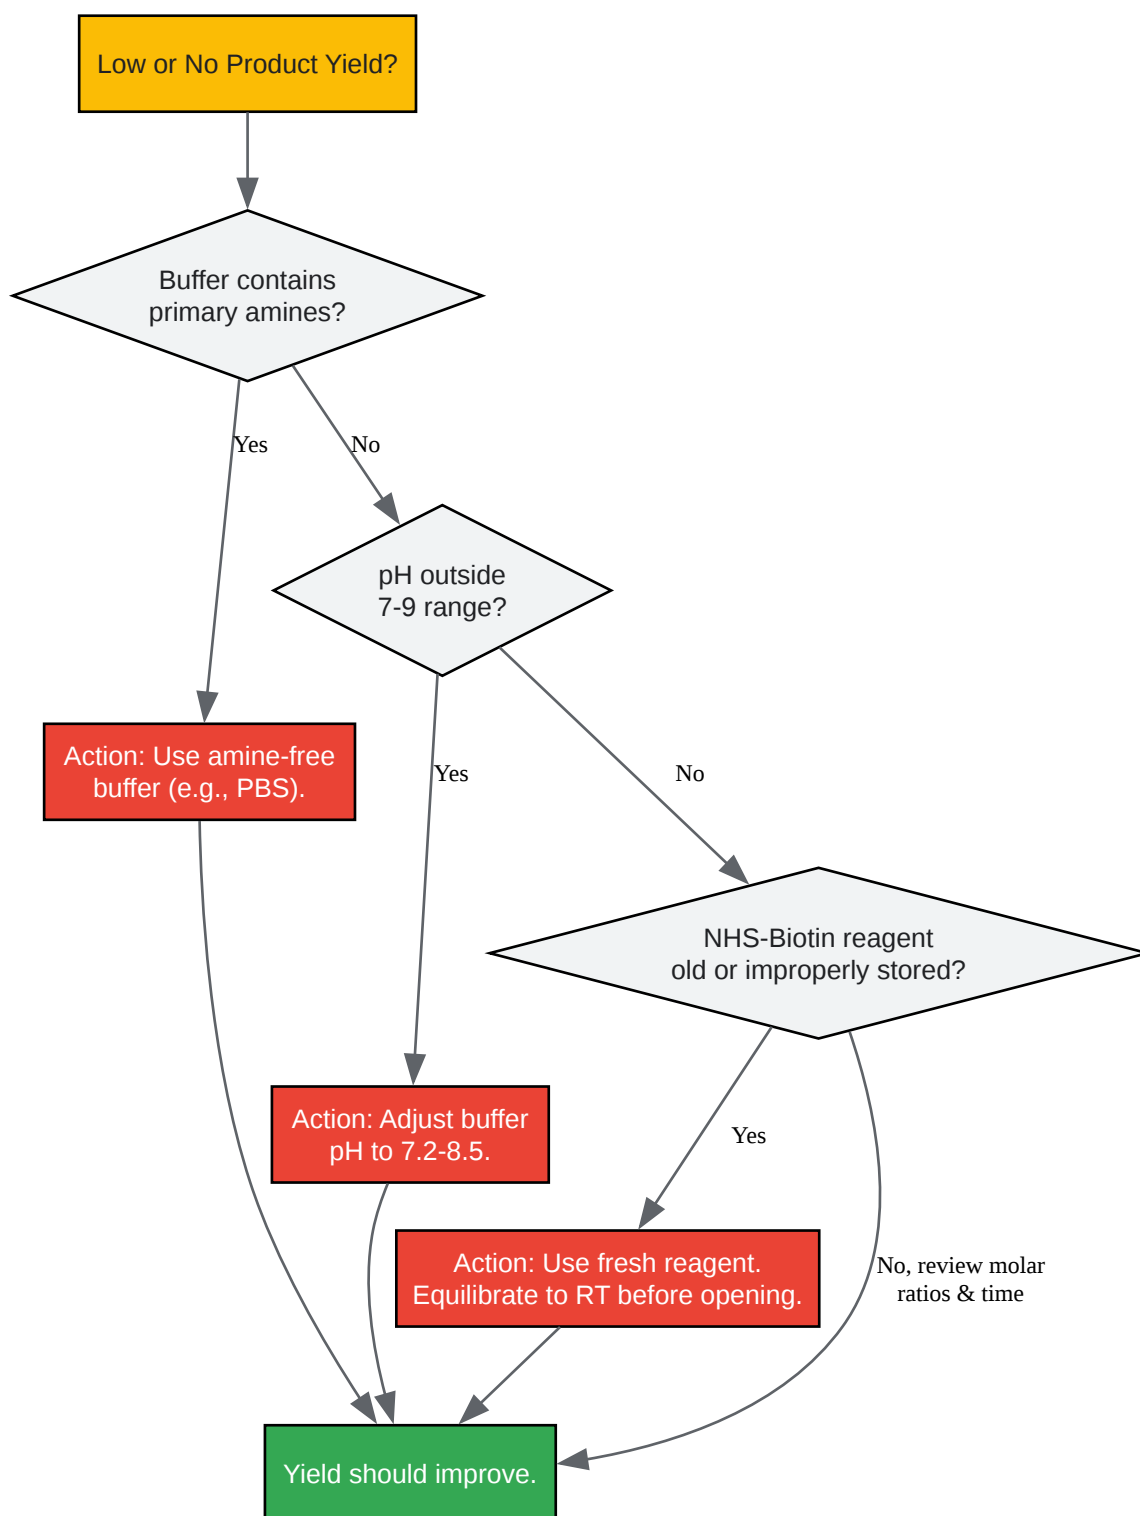 Low or No Product Yield?
Buffer contains
primary amines?
Yes
No
pH outside
7-9 range?
Action: Use amine-free
buffer (e.g., PBS).
Yes
No
NHS-Biotin reagent
old or improperly stored?
Action: Adjust buffer
pH to 7.2-8.5.
Yes
Action: Use fresh reagent.
Equilibrate to RT before opening.
No, review molar
ratios & time
Yield should improve.